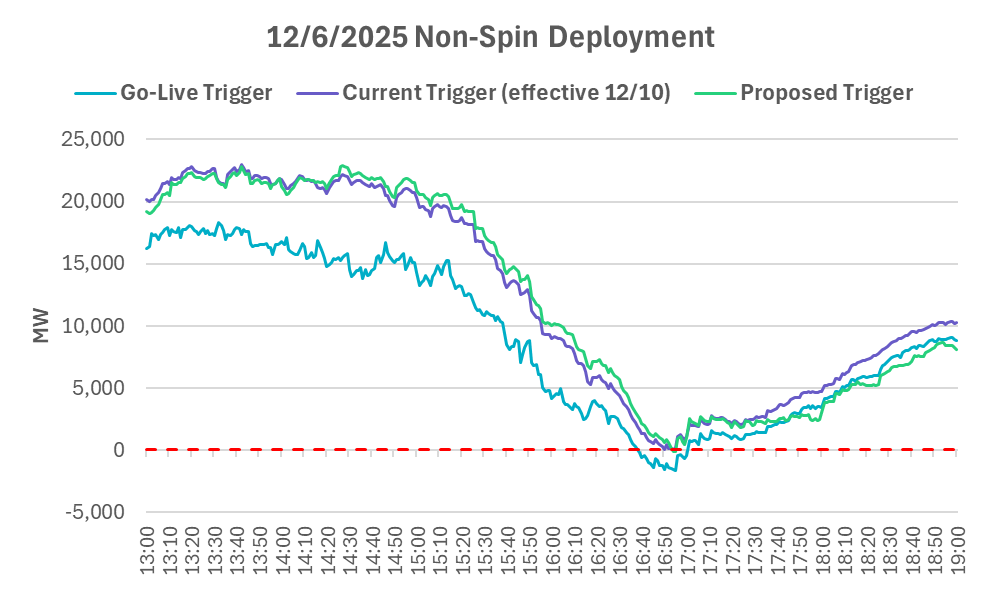 12/6/2025 Non-Spin Deployment
Go-Live Trigger Current Trigger (effective 12/10) Proposed Trigger
25,000
20,000
15,000
10,000
5,000
0
-5,000
MW
13:00 13:10 13:20 13:30 13:40 13:50 14:00 14:10 14:20 14:30 14:40 14:50 15:00 15:10 15:20 15:30 15:40 15:50 16:00 16:10 16:20 16:30 16:40 16:50 17:00 17:10 17:20 17:30 17:40 17:50 18:00 18:10 18:20 18:30 18:40 18:50 19:00